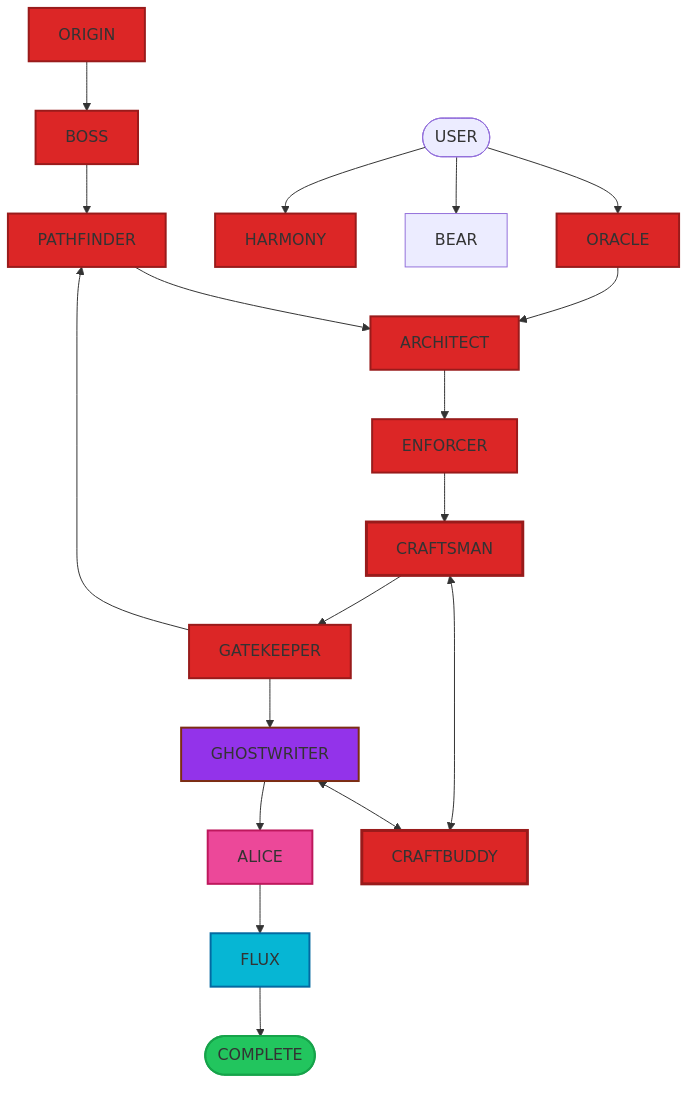 ORIGIN
BOSS
USER
PATHFINDER
HARMONY
BEAR
ORACLE
ARCHITECT
ENFORCER
CRAFTSMAN
GATEKEEPER
GHOSTWRITER
ALICE
CRAFTBUDDY
FLUX
COMPLETE